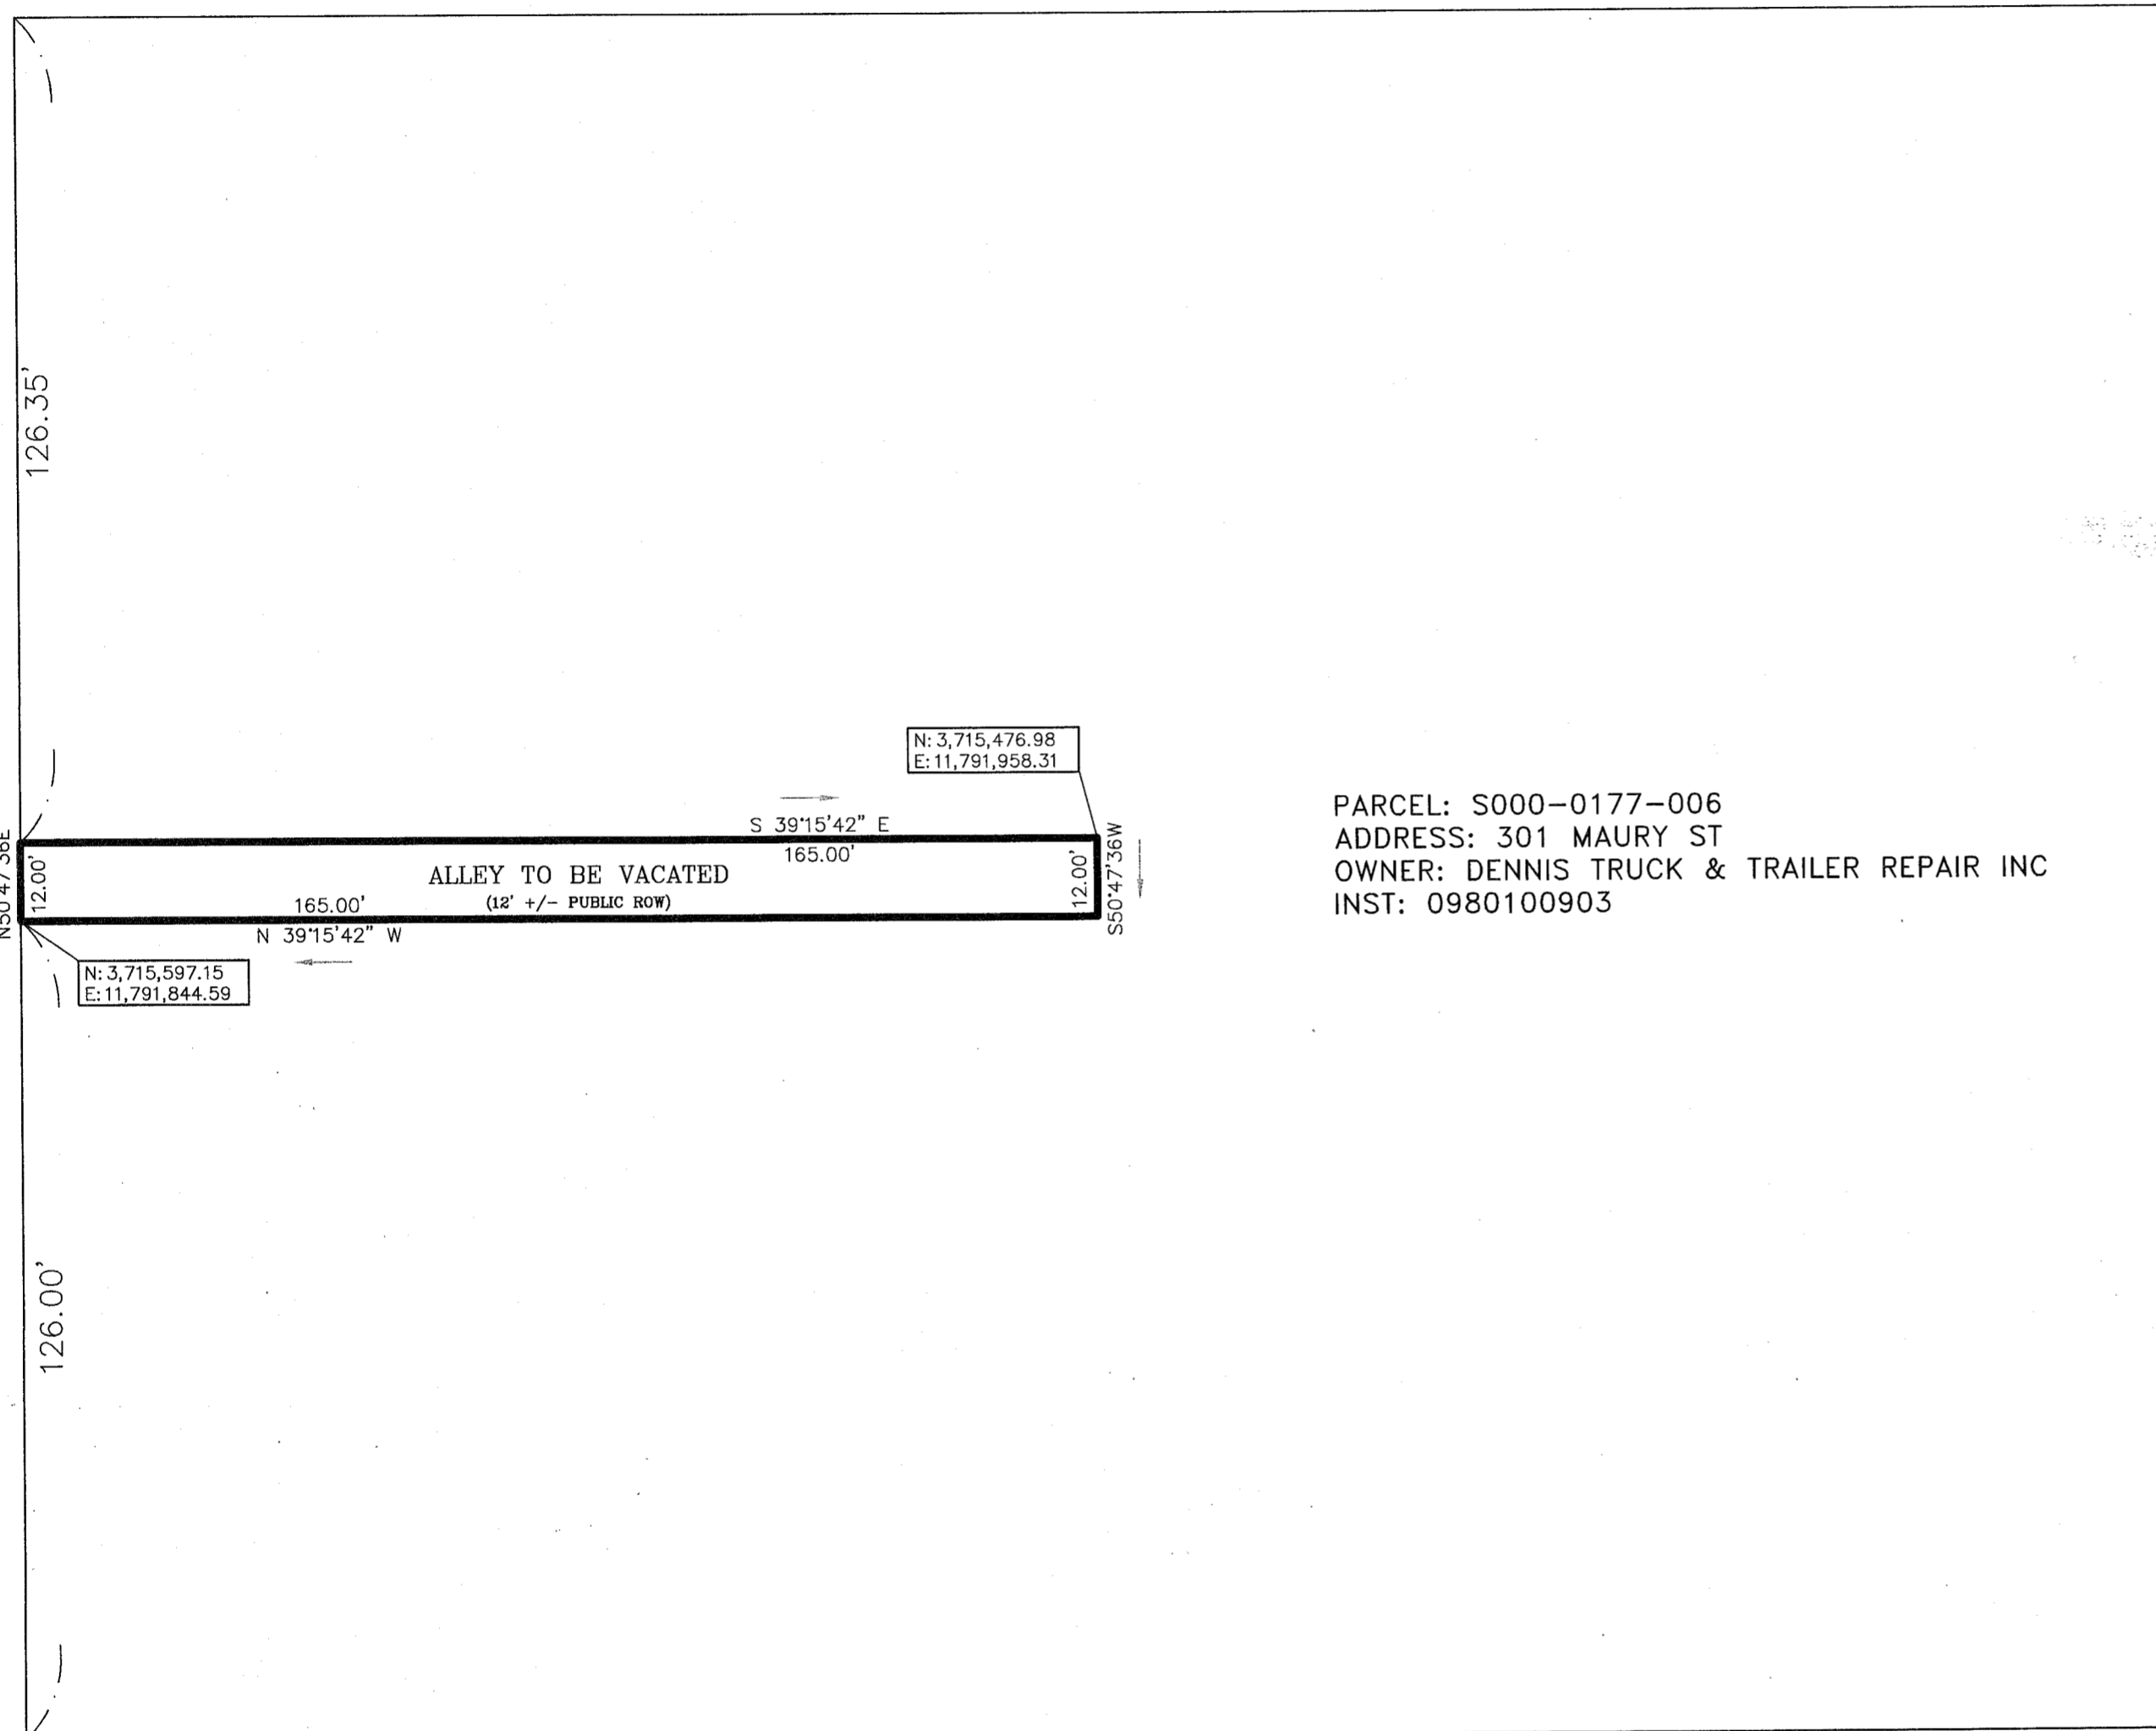 126.35'
N: 3,715,476.98
E: 11,791,958.31
S 39°15'42" E
165.00'
N50°47'36E
12.00'
ALLEY TO BE VACATED
(12' +/- PUBLIC ROW)
12.00'
S50°47'36W
165.00'
N 39°15'42" W
N: 3,715,597.15
E: 11,791,844.59
PARCEL: S000-0177-006
ADDRESS: 301 MAURY ST
OWNER: DENNIS TRUCK & TRAILER REPAIR INC
INST: 0980100903
126.00'